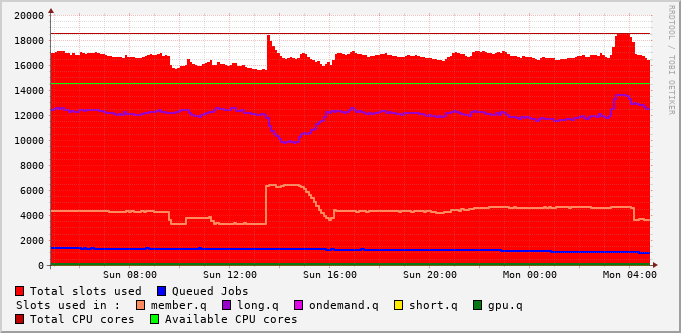 20000
18000
16000
14000
12000
10000
8000
6000
4000
2000
0
Sun 08:00 Sun 12:00 Sun 16:00 Sun 20:00 Mon 00:00 Mon 04:00
Total slots used Queued Jobs
Slots used in : member.q long.q ondemand.q short.q gpu.q
Total CPU cores Available CPU cores
RRDTOOL / TOBI OETIKER